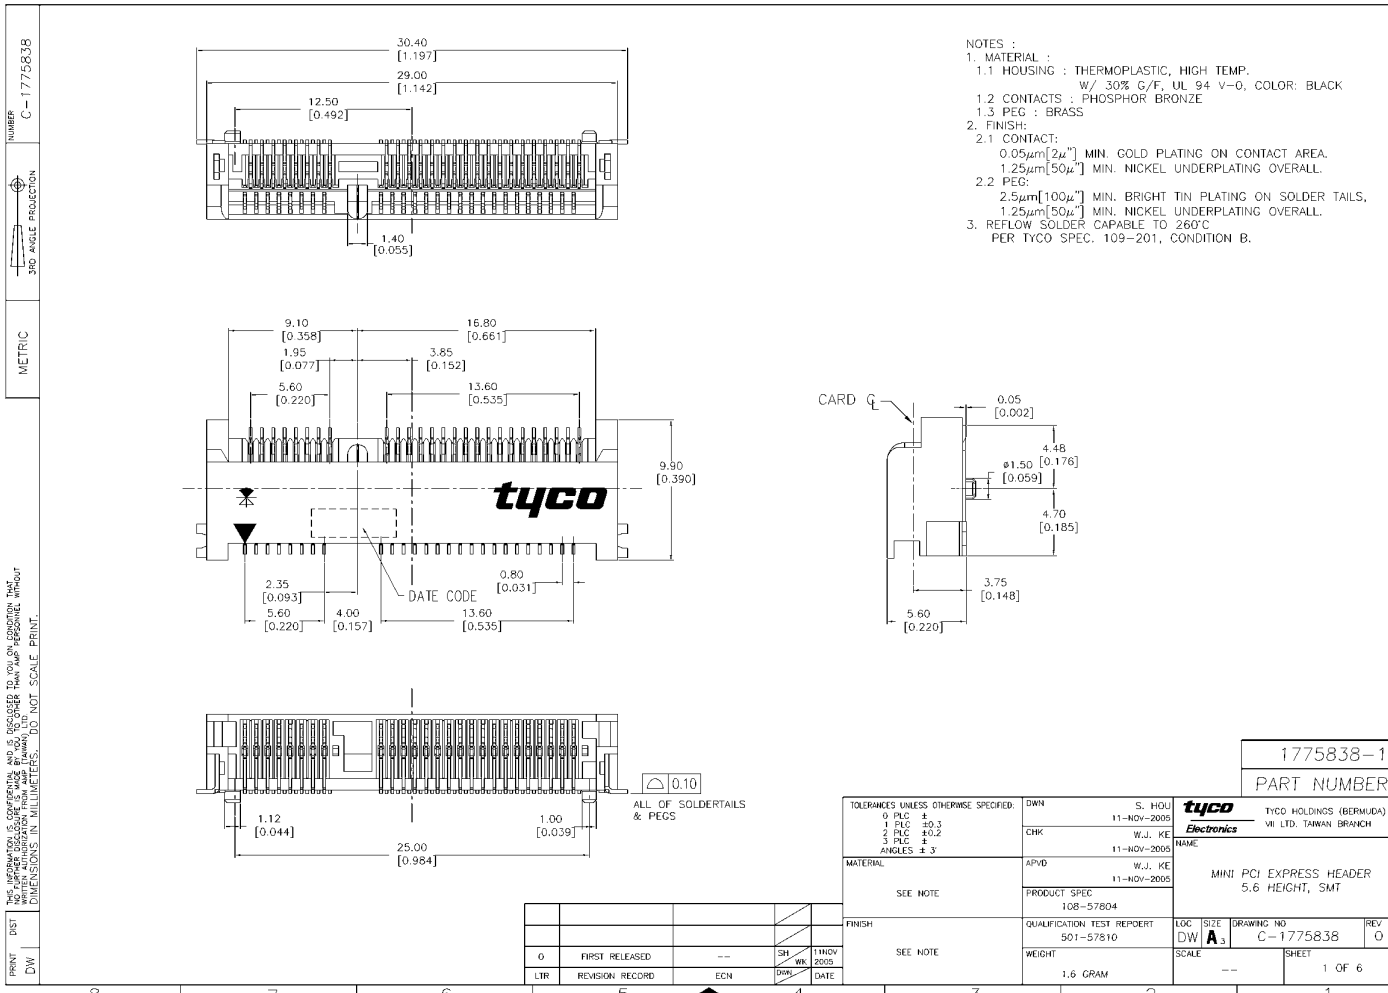 NUMBER
C-1775838
3RD ANGLE PROJECTION
METRIC
THIS INFORMATION IS CONFIDENTIAL AND IS DISCLOSED TO YOU ON CONDITION THAT
NO FURTHER DISCLOSURE IS MADE BY YOU TO OTHER THAN AMP PERSONNEL WITHOUT
WRITTEN AUTHORIZATION FROM AMP (TAIWAN) LTD.
DIMENSIONS IN MILLIMETERS. DO NOT SCALE PRINT.
DIST
PRINT
DW
30.40
[1.197]
29.00
[1.142]
12.50
[0.492]
1.40
[0.055]
NOTES :
1. MATERIAL :
1.1 HOUSING : THERMOPLASTIC, HIGH TEMP.
W/ 30% G/F, UL 94 V-0, COLOR: BLACK
1.2 CONTACTS : PHOSPHOR BRONZE
1.3 PEG : BRASS
2. FINISH:
2.1 CONTACT:
0.05µm[2µ"] MIN. GOLD PLATING ON CONTACT AREA.
1.25µm[50µ"] MIN. NICKEL UNDERPLATING OVERALL.
2.2 PEG:
2.5µm[100µ"] MIN. BRIGHT TIN PLATING ON SOLDER TAILS,
1.25µm[50µ"] MIN. NICKEL UNDERPLATING OVERALL.
3. REFLOW SOLDER CAPABLE TO 260°C
PER TYCO SPEC. 109-201, CONDITION B.
9.10
[0.358]
16.80
[0.661]
1.95
[0.077]
3.85
[0.152]
5.60
[0.220]
13.60
[0.535]
9.90
[0.390]
tyco
2.35
[0.093]
DATE CODE
0.80
[0.031]
5.60
[0.220]
4.00
[0.157]
13.60
[0.535]
CARD ℄
0.05
[0.002]
4.48
[0.176]
ø1.50
[0.059]
4.70
[0.185]
3.75
[0.148]
5.60
[0.220]
⌓ 0.10
ALL OF SOLDERTAILS
& PEGS
1.12
[0.044]
1.00
[0.039]
25.00
[0.984]
1775838-1
PART NUMBER
TOLERANCES UNLESS OTHERWISE SPECIFIED:
0 PLC ±
1 PLC ±0.3
2 PLC ±0.2
3 PLC ±
ANGLES ± 3°
DWN S. HOU
11-NOV-2005
CHK W.J. KE
11-NOV-2005
APVD W.J. KE
11-NOV-2005
tyco
Electronics
TYCO HOLDINGS (BERMUDA)
VII LTD. TAIWAN BRANCH
NAME
MINI PCI EXPRESS HEADER
5.6 HEIGHT, SMT
MATERIAL
SEE NOTE
PRODUCT SPEC
108-57804
FINISH
SEE NOTE
QUALIFICATION TEST REPOERT
501-57810
WEIGHT
1.6 GRAM
LOC
DW
SIZE
A3
DRAWING NO
C-1775838
REV
0
SCALE
--
SHEET
1 OF 6
0 FIRST RELEASED -- SH WK 11NOV 2005
LTR REVISION RECORD ECN DWN DATE
8 7 6 5 4 3 2 1